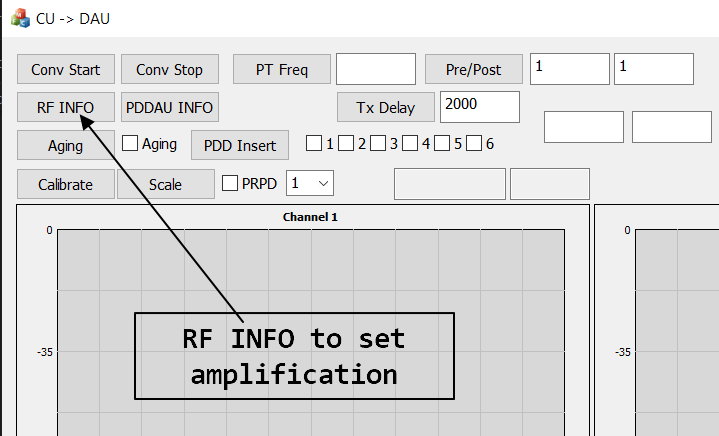 CU -> DAU
Conv Start Conv Stop PT Freq Pre/Post 1 1
RF INFO PDDAU INFO Tx Delay 2000
Aging Aging PDD Insert 1 2 3 4 5 6
Calibrate Scale PRPD 1
Channel 1
0 0
-35 -35
RF INFO to set
amplification